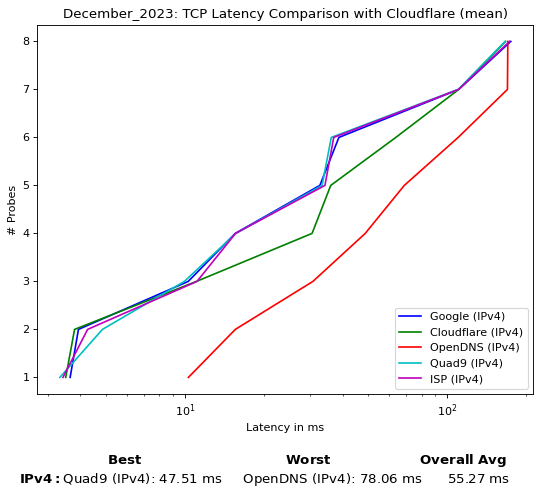 December_2023: TCP Latency Comparison with Cloudflare (mean)
8
7
6
5
4
3
2
1
# Probes
Google (IPv4)
Cloudflare (IPv4)
OpenDNS (IPv4)
Quad9 (IPv4)
ISP (IPv4)
10¹ 10²
Latency in ms
Best Worst Overall Avg
IPv4: Quad9 (IPv4): 47.51 ms OpenDNS (IPv4): 78.06 ms 55.27 ms